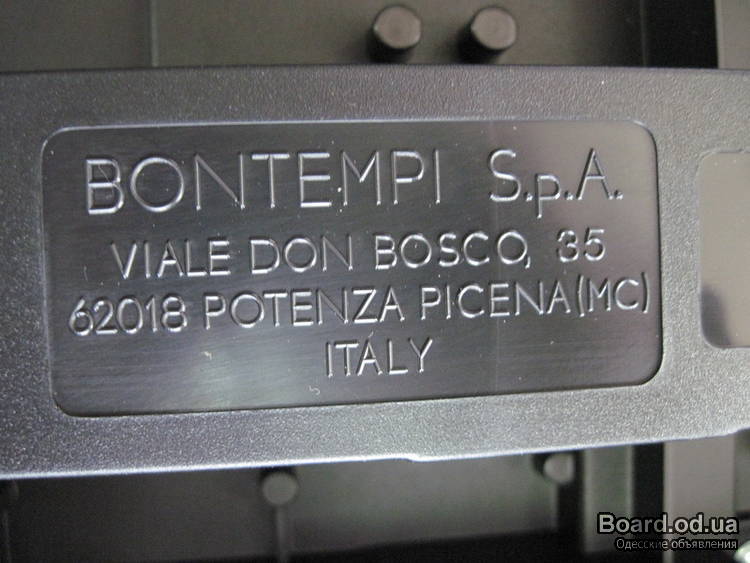 BONTEMPI S.p.A.
VIALE DON BOSCO, 35
62018 POTENZA PICENA(MC)
ITALY
Board.od.ua
Одесские объявления